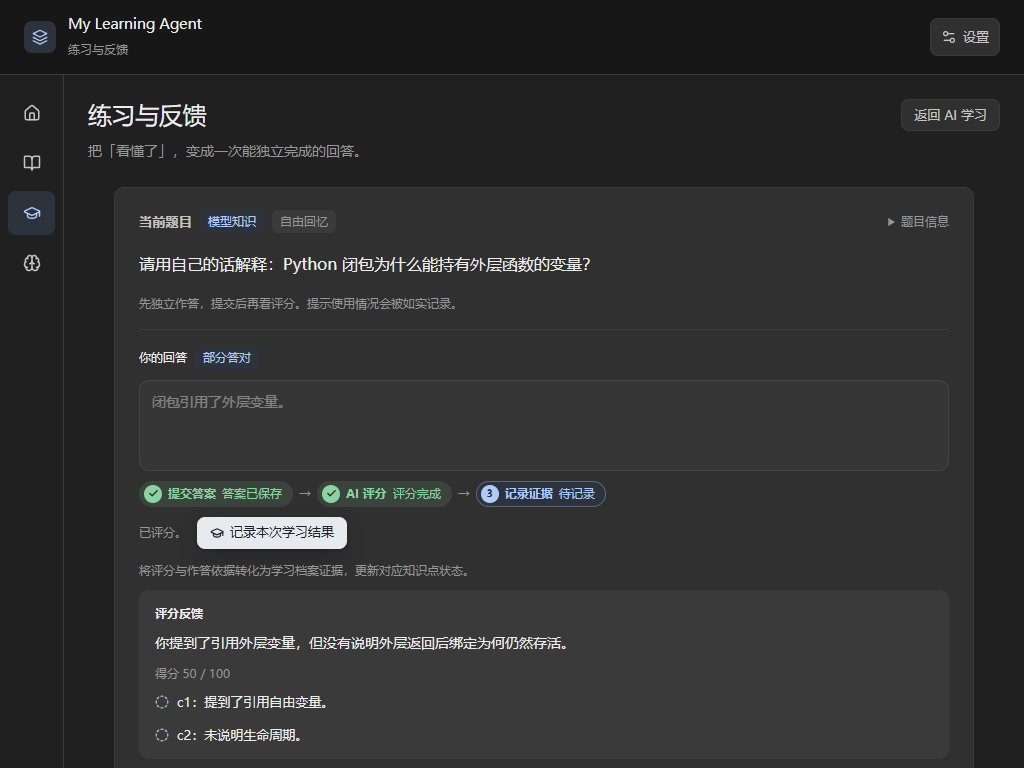 My Learning Agent
练习与反馈
设置
练习与反馈
返回 AI 学习
把「看懂了」，变成一次能独立完成的回答。
当前题目 模型知识 自由回忆 题目信息
请用自己的话解释：Python 闭包为什么能持有外层函数的变量？
先独立作答，提交后再看评分。提示使用情况会被如实记录。
你的回答 部分答对
闭包引用了外层变量。
提交答案 答案已保存 → AI 评分 评分完成 → 3 记录证据 待记录
已评分。 记录本次学习结果
将评分与作答依据转化为学习档案证据，更新对应知识点状态。
评分反馈
你提到了引用外层变量，但没有说明外层返回后绑定为何仍然存活。
得分 50 / 100
c1：提到了引用自由变量。
c2：未说明生命周期。